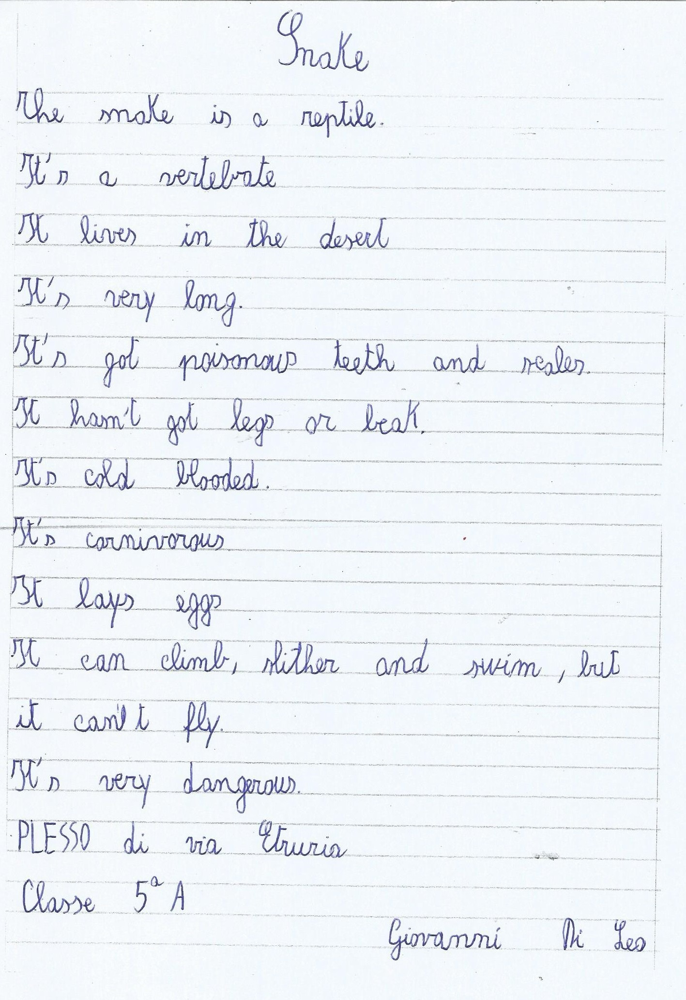 Snake
The snake is a reptile.
It's a vertebrate
It lives in the desert
It's very long.
It's got poisonous teeth and scales.
It hasn't got legs or beak.
It's cold blooded.
It's carnivorous
It lays eggs
It can climb, slither and swim, but
it can't fly.
It's very dangerous.
PLESSO di via Etruria
Classe 5ª A
Giovanni Di Leo